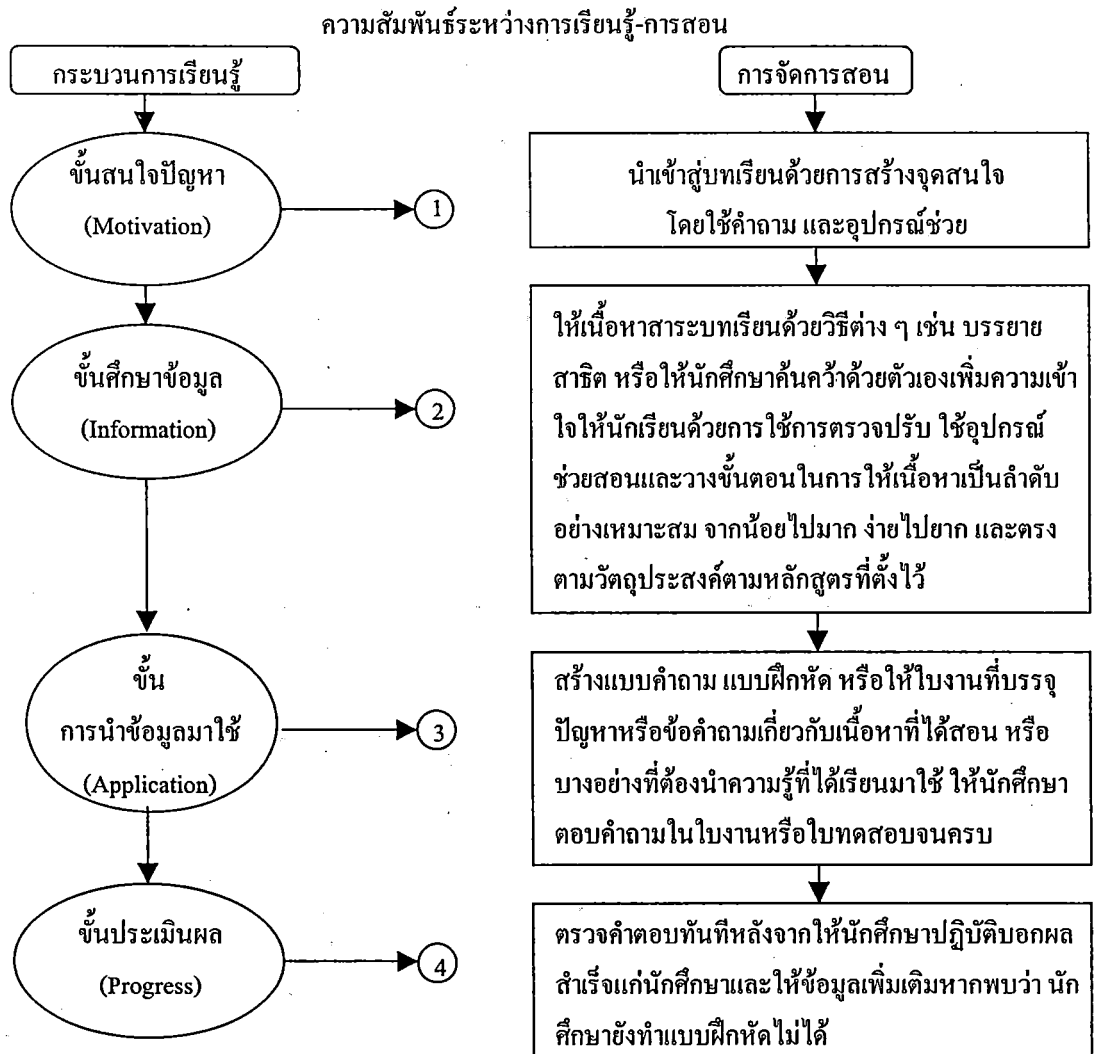 ความสัมพันธ์ระหว่างการเรียนรู้-การสอน
กระบวนการเรียนรู้
ขั้นสนใจปัญหา
(Motivation)
1
ขั้นศึกษาข้อมูล
(Information)
2
ขั้น
การนำข้อมูลมาใช้
(Application)
3
ขั้นประเมินผล
(Progress)
4
การจัดการสอน
นำเข้าสู่บทเรียนด้วยการสร้างจุดสนใจ
โดยใช้คำถาม และอุปกรณ์ช่วย
ให้เนื้อหาสาระบทเรียนด้วยวิธีต่าง ๆ เช่น บรรยาย
สาธิต หรือให้นักศึกษาค้นคว้าด้วยตัวเองเพิ่มความเข้า
ใจให้นักเรียนด้วยการใช้การตรวจปรับ ใช้อุปกรณ์
ช่วยสอนและวางขั้นตอนในการให้เนื้อหาเป็นลำดับ
อย่างเหมาะสม จากน้อยไปมาก ง่ายไปยาก และตรง
ตามวัตถุประสงค์ตามหลักสูตรที่ตั้งไว้
สร้างแบบคำถาม แบบฝึกหัด หรือให้ใบงานที่บรรจุ
ปัญหาหรือข้อคำถามเกี่ยวกับเนื้อหาที่ได้สอน หรือ
บางอย่างที่ต้องนำความรู้ที่ได้เรียนมาใช้ ให้นักศึกษา
ตอบคำถามในใบงานหรือใบทดสอบจนครบ
ตรวจคำตอบทันทีหลังจากให้นักศึกษาปฏิบัติบอกผล
สำเร็จแก่นักศึกษาและให้ข้อมูลเพิ่มเติมหากพบว่า นัก
ศึกษายังทำแบบฝึกหัดไม่ได้